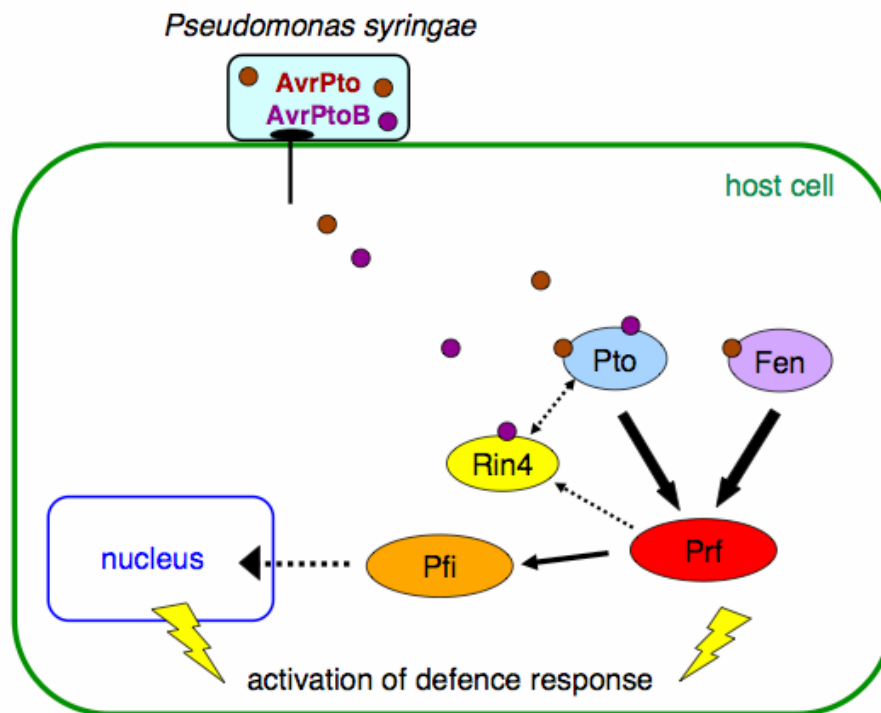 Pseudomonas syringae
AvrPto
AvrPtoB
host cell
Pto
Fen
Rin4
Prf
Pfi
nucleus
activation of defence response